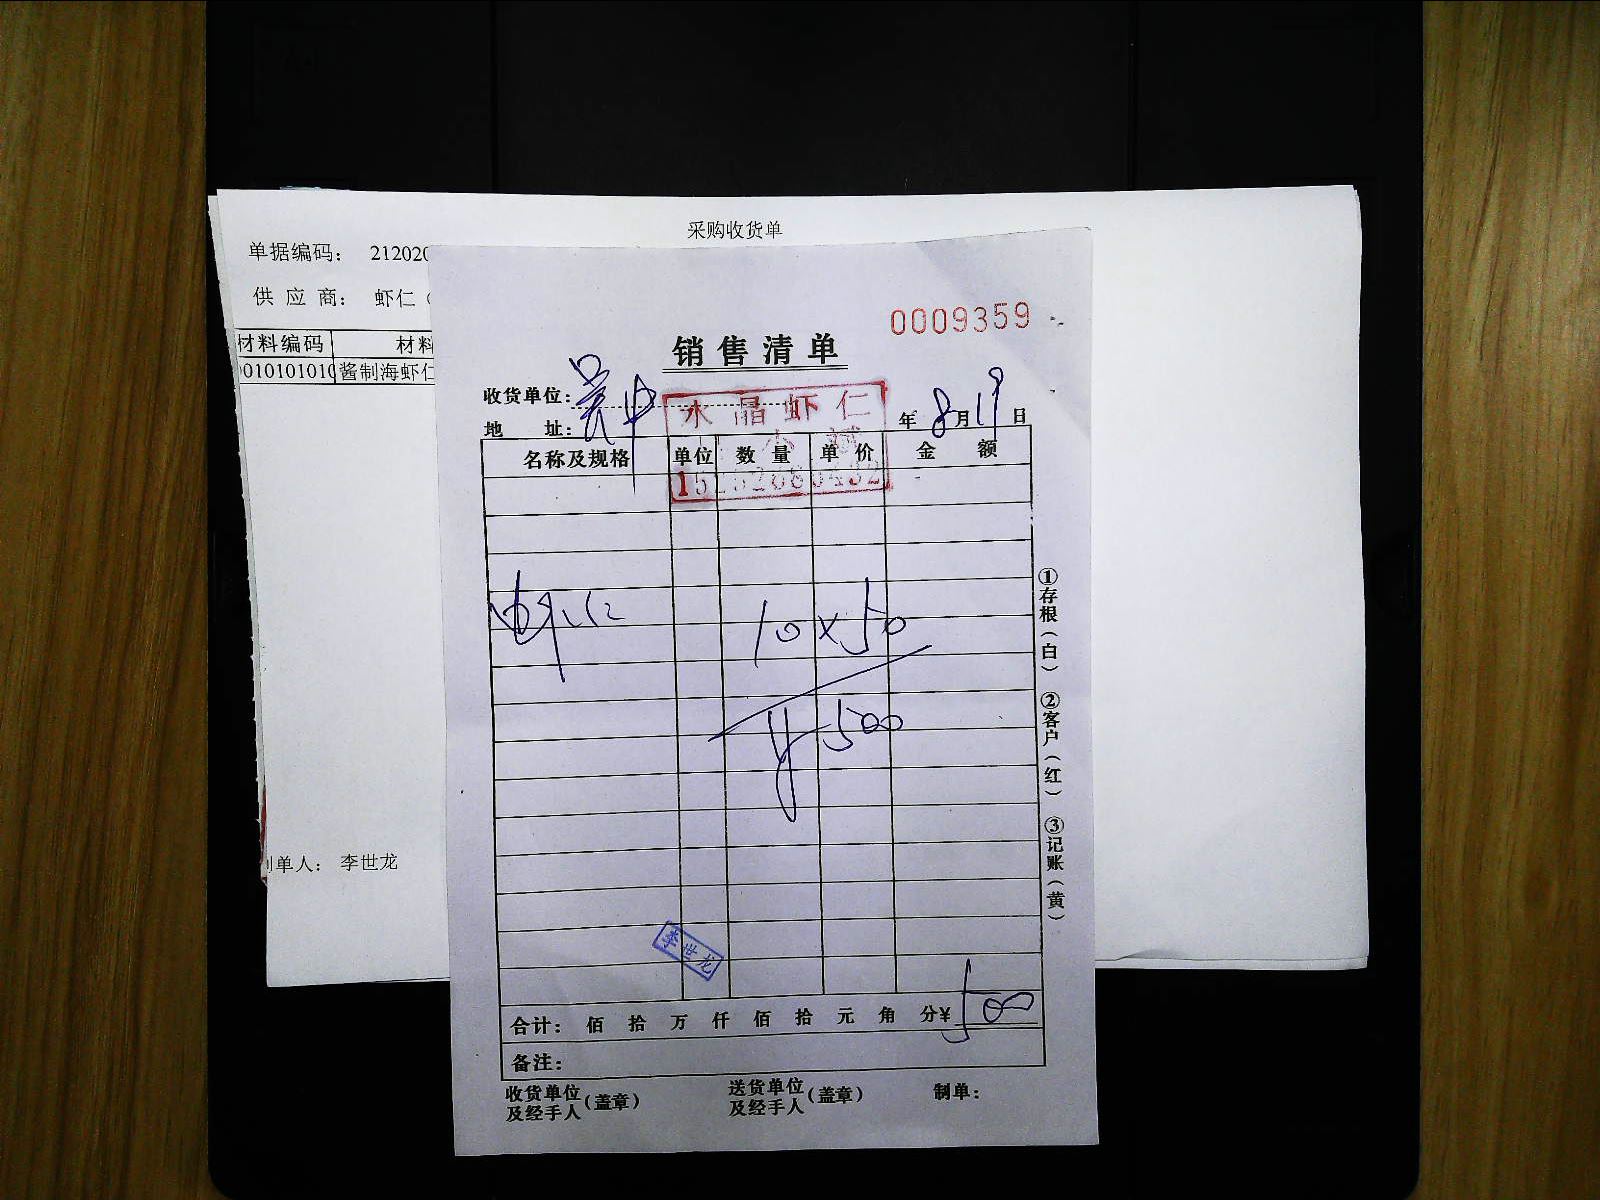 采购收货单
单据编码： 212020
供 应 商： 虾仁（
材料编码 材料
010101010 酱制海虾仁
制单人： 李世龙
0009359
销售清单
收货单位： 吴中
水晶虾仁
地 址： 年 8 月 19 日
名称及规格 单位 数量 单价 金额
虾仁 10×50
¥500
李世龙
合计： 佰 拾 万 仟 佰 拾 元 角 分¥ 500
备注：
收货单位及经手人（盖章） 送货单位及经手人（盖章） 制单：
①存根（白） ②客户（红） ③记账（黄）